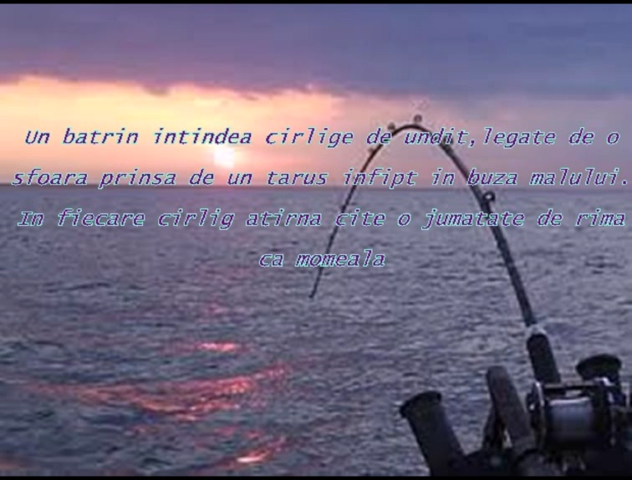 Un batrin intindea cirlige de undit,legate de o
sfoara prinsa de un tarus infipt in buza malului.
In fiecare cirlig atirna cite o jumatate de rima
ca momeala